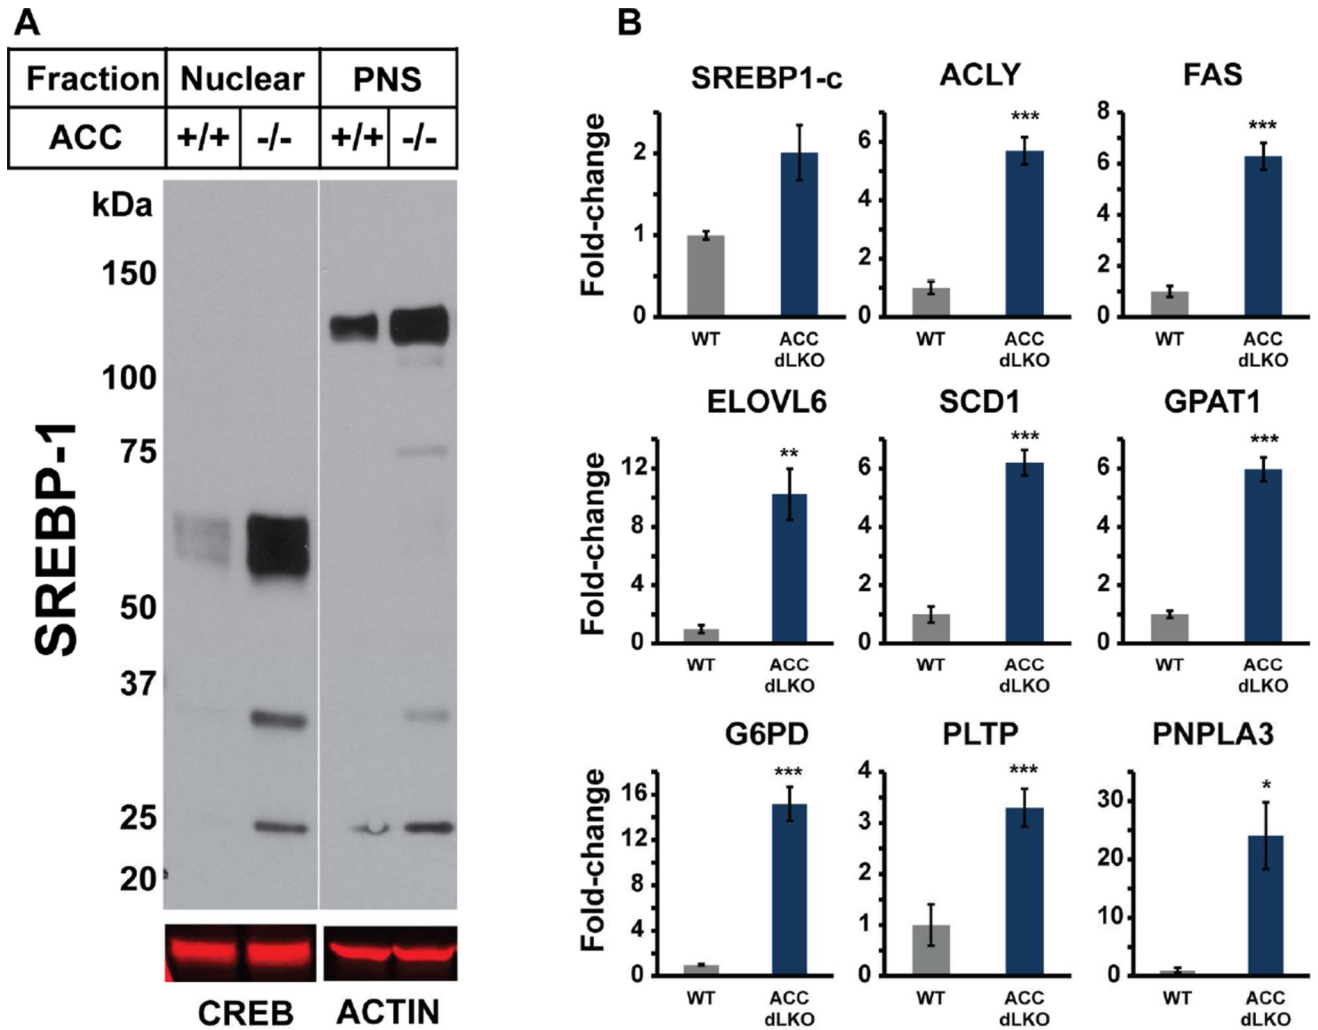 A
Fraction Nuclear PNS
ACC +/+ -/- +/+ -/-
kDa
150
100
75
50
37
25
20
SREBP-1
CREB ACTIN
B
SREBP1-c ACLY FAS
Fold-change
2
1
0
WT ACC dLKO
***
6
4
2
0
WT ACC dLKO
***
8
6
4
2
0
WT ACC dLKO
ELOVL6 SCD1 GPAT1
Fold-change
**
12
8
4
0
WT ACC dLKO
***
6
4
2
0
WT ACC dLKO
***
6
4
2
0
WT ACC dLKO
G6PD PLTP PNPLA3
Fold-change
***
16
12
8
4
0
WT ACC dLKO
***
4
3
2
1
0
WT ACC dLKO
*
30
20
10
0
WT ACC dLKO